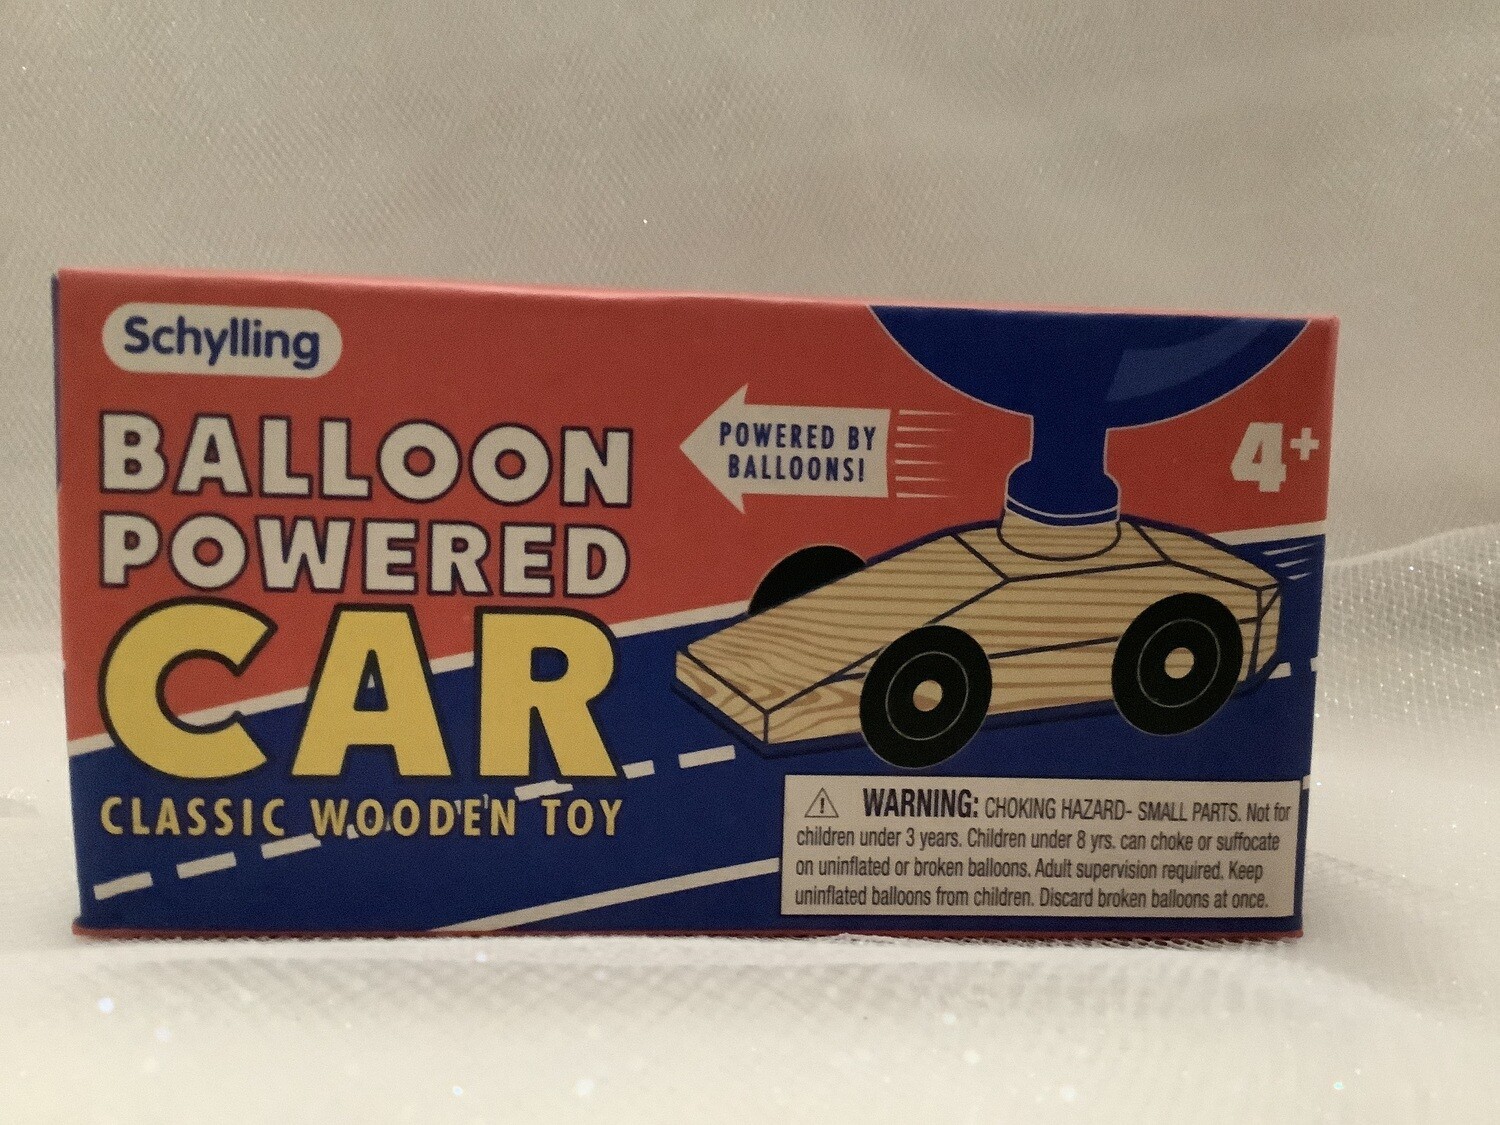 Schylling
BALLOON
POWERED
CAR
CLASSIC WOODEN TOY
POWERED BY
BALLOONS!
4+
WARNING: CHOKING HAZARD- SMALL PARTS. Not for
children under 3 years. Children under 8 yrs. can choke or suffocate
on uninflated or broken balloons. Adult supervision required. Keep
uninflated balloons from children. Discard broken balloons at once.